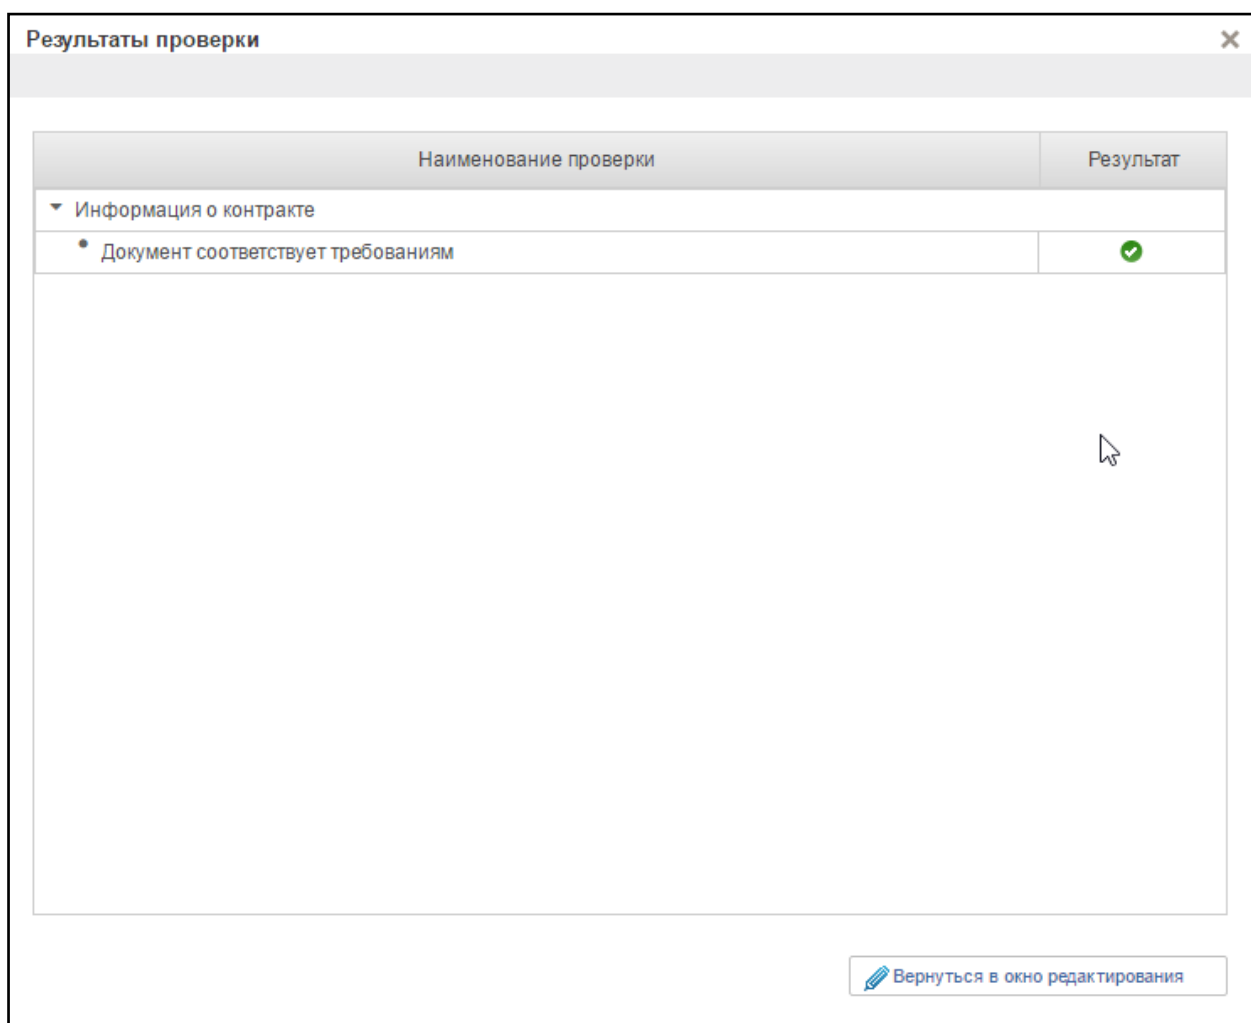 Результаты проверки
Наименование проверки Результат
Информация о контракте
Документ соответствует требованиям
Вернуться в окно редактирования